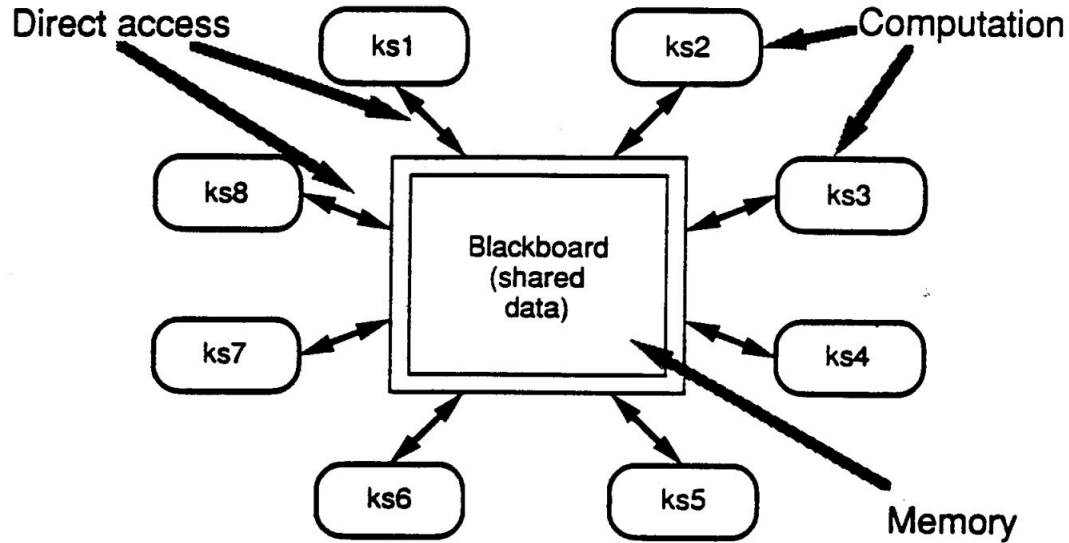 Direct access
ks1
ks2
Computation
ks8
ks3
Blackboard
(shared
data)
ks7
ks4
ks6
ks5
Memory